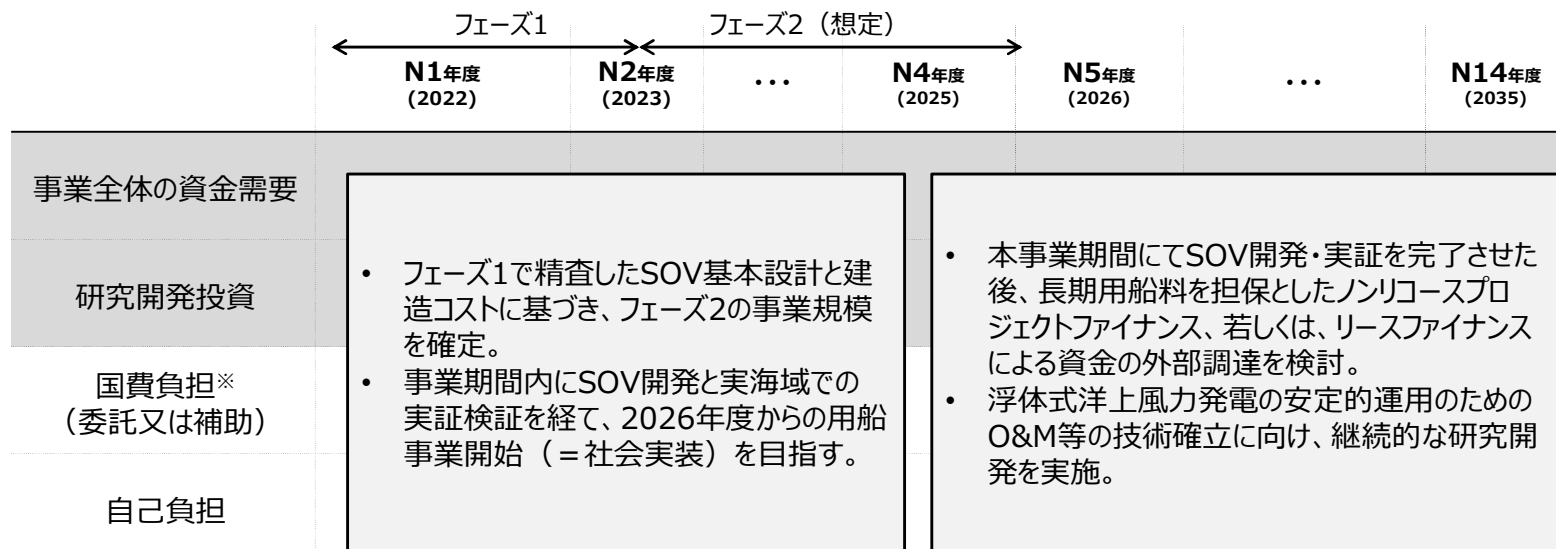 フェーズ1
フェーズ2（想定）
N1年度
(2022)
N2年度
(2023)
...
N4年度
(2025)
N5年度
(2026)
...
N14年度
(2035)
事業全体の資金需要
研究開発投資
国費負担※
（委託又は補助）
自己負担
• フェーズ1で精査したSOV基本設計と建
造コストに基づき、フェーズ2の事業規模
を確定。
• 事業期間内にSOV開発と実海域での
実証検証を経て、2026年度からの用船
事業開始（＝社会実装）を目指す。
• 本事業期間にてSOV開発・実証を完了させた
後、長期用船料を担保としたノンリコースプロ
ジェクトファイナンス、若しくは、リースファイナンス
による資金の外部調達を検討。
• 浮体式洋上風力発電の安定的運用のための
O&M等の技術確立に向け、継続的な研究開
発を実施。